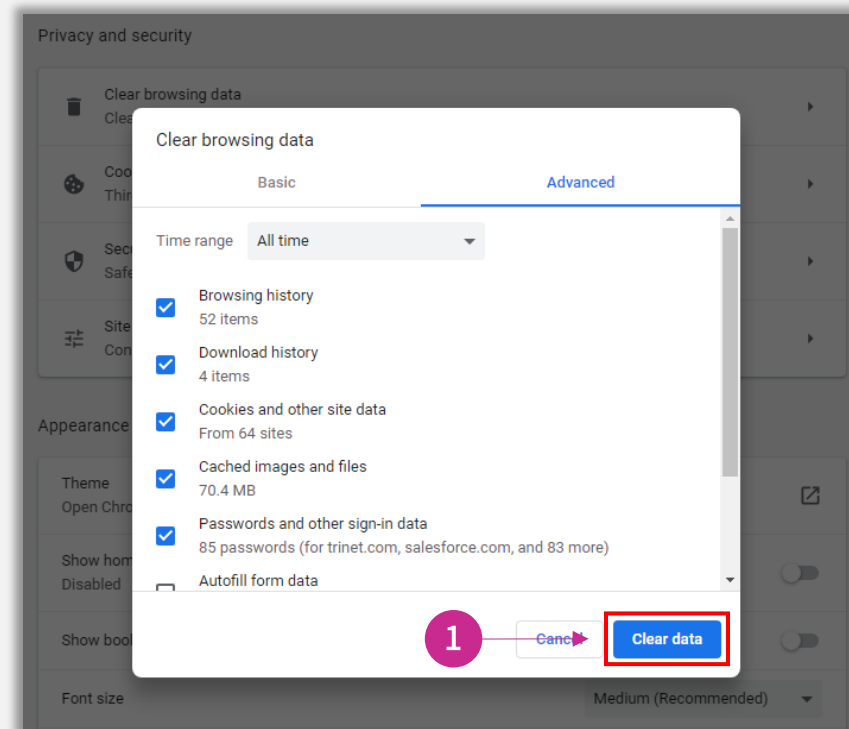 Privacy and security
Clear browsing data
Clea
Clear browsing data
Coo
Thir
Basic
Advanced
Time range
All time
Secu
Safe
Browsing history
52 items
Site
Con
Download history
4 items
Cookies and other site data
From 64 sites
Appearance
Cached images and files
70.4 MB
Theme
Open Chro
Passwords and other sign-in data
85 passwords (for trinet.com, salesforce.com, and 83 more)
Show hom
Disabled
Autofill form data
Show bool
1
Cancel
Clear data
Font size
Medium (Recommended)